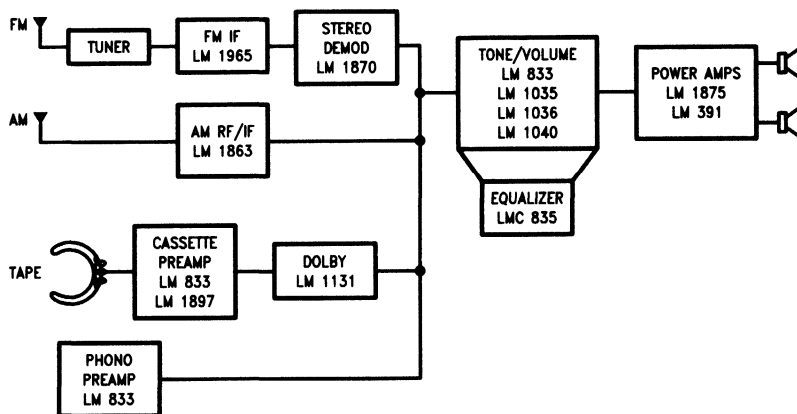 FM
TUNER
FM IF
LM 1965
STEREO
DEMOD
LM 1870
TONE/VOLUME
LM 833
LM 1035
LM 1036
LM 1040
POWER AMPS
LM 1875
LM 391
AM
AM RF/IF
LM 1863
EQUALIZER
LMC 835
TAPE
CASSETTE
PREAMP
LM 833
LM 1897
DOLBY
LM 1131
PHONO
PREAMP
LM 833